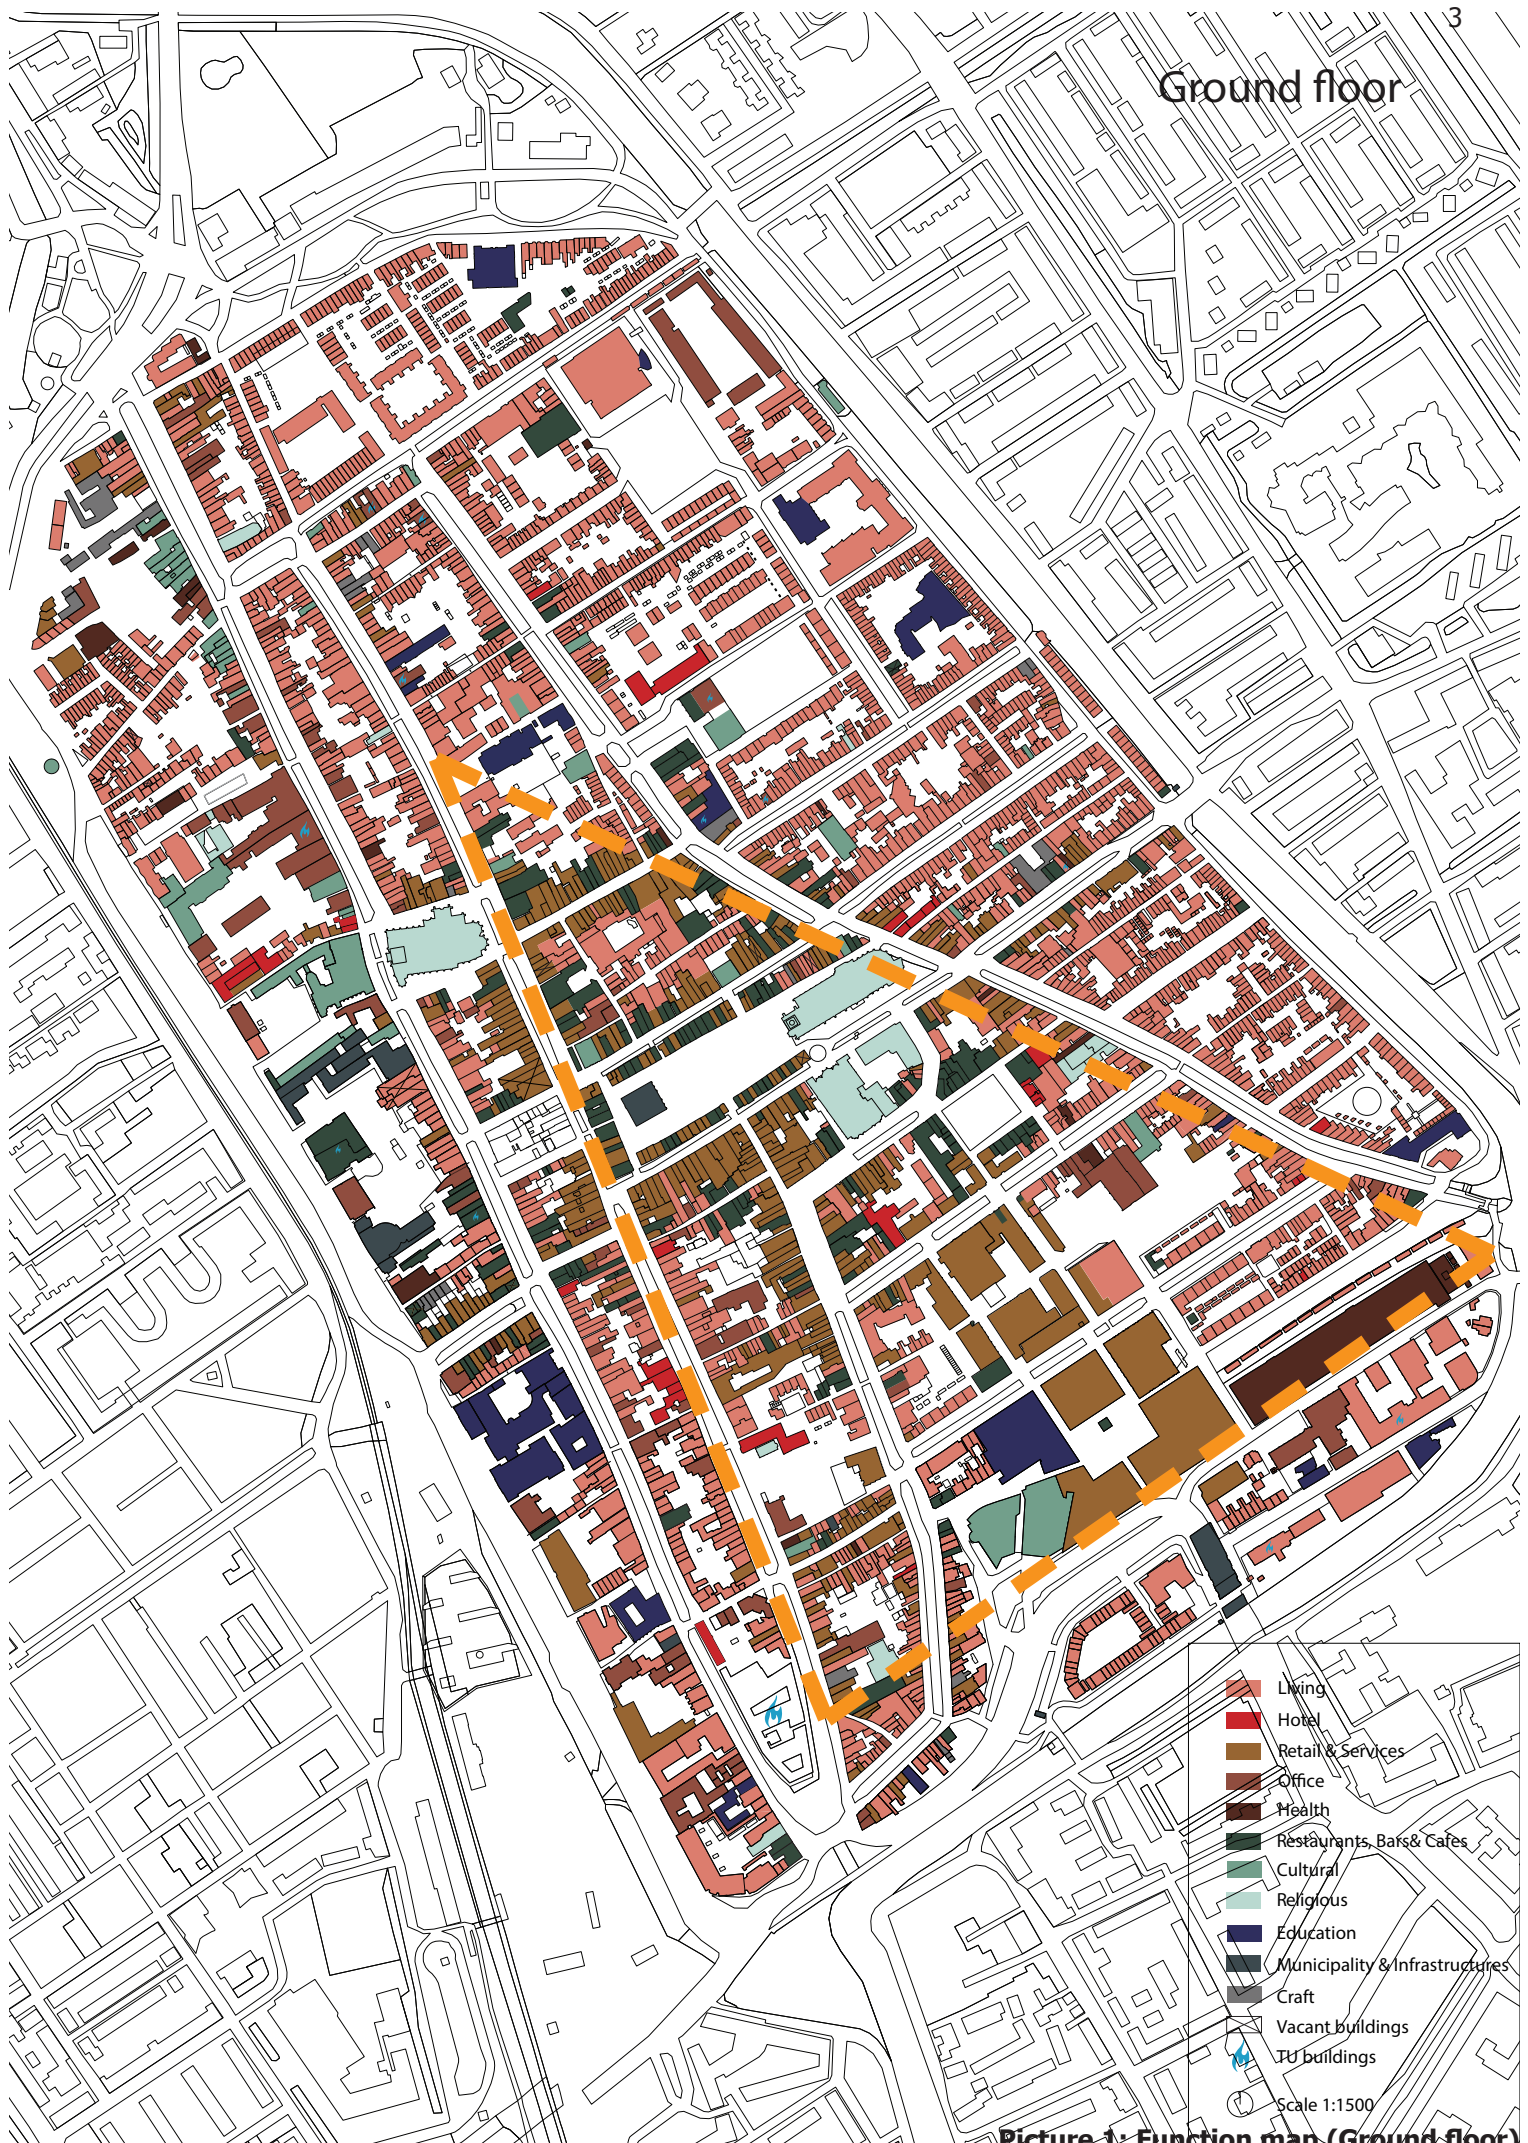 3
Ground floor
Living
Hotel
Retail & Services
Office
Health
Restaurants, Bars& Cafes
Cultural
Religious
Education
Municipality & Infrastructures
Craft
Vacant buildings
TU buildings
Scale 1:1500
Picture 1: Function map (Ground floor)